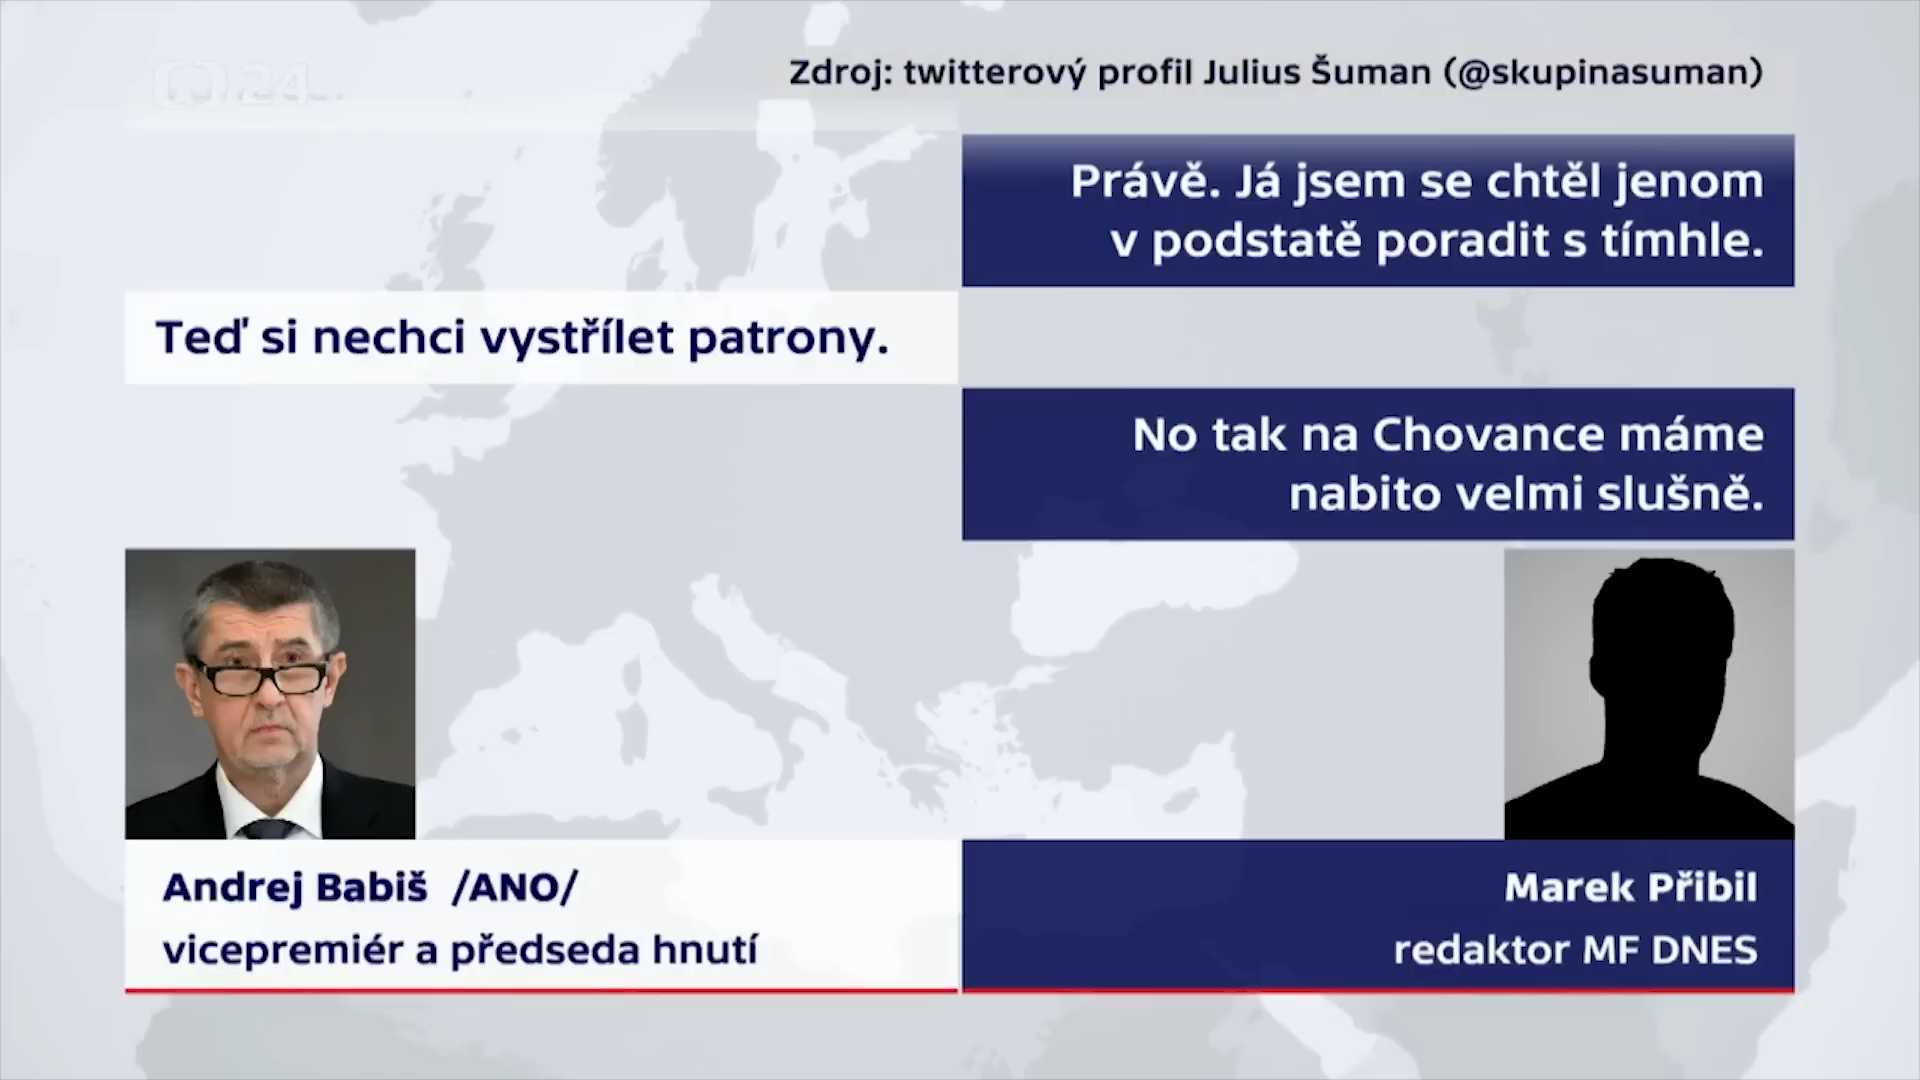 24
Zdroj: twitterový profil Julius Šuman (@skupinasuman)
Právě. Já jsem se chtěl jenom
v podstatě poradit s tímhle.
Teď si nechci vystřílet patrony.
No tak na Chovance máme
nabito velmi slušně.
Andrej Babiš /ANO/
vicepremiér a předseda hnutí
Marek Přibil
redaktor MF DNES